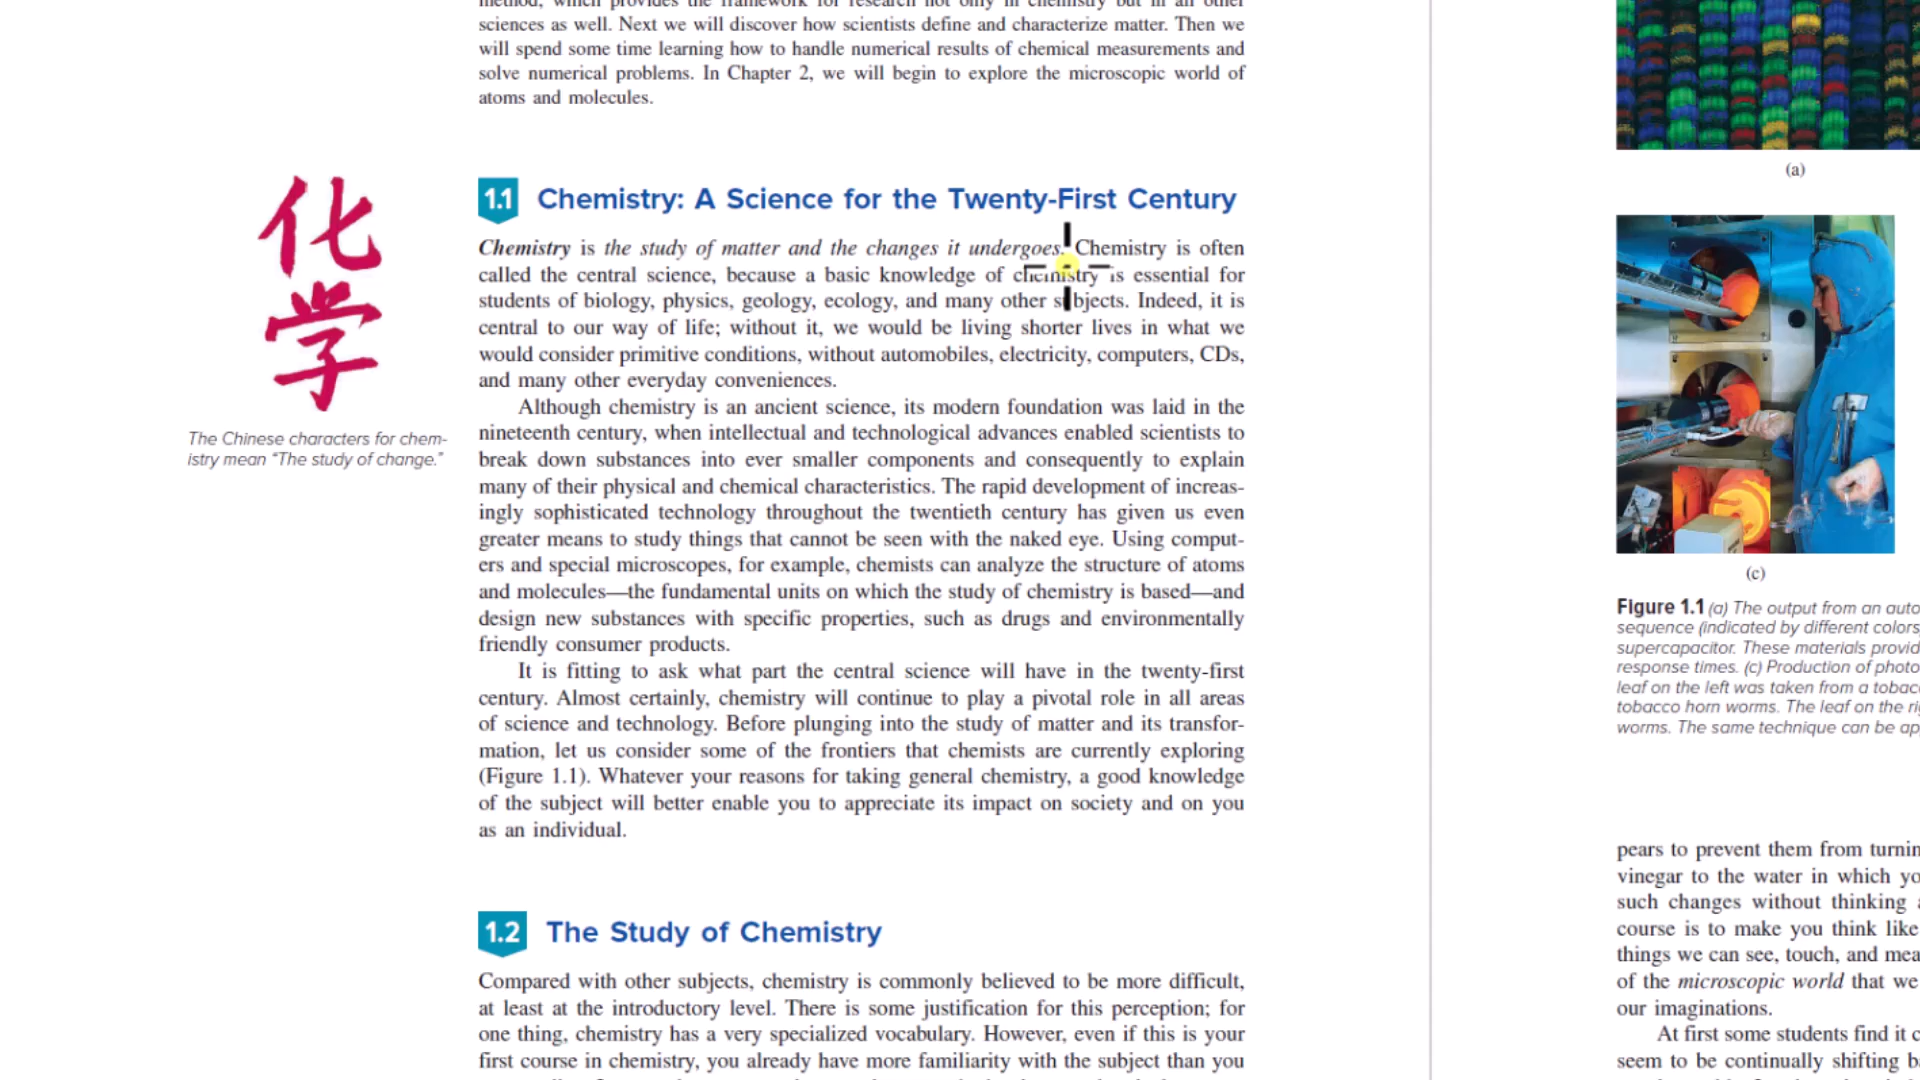 sciences as well. Next we will discover how scientists define and characterize matter. Then we
will spend some time learning how to handle numerical results of chemical measurements and
solve numerical problems. In Chapter 2, we will begin to explore the microscopic world of
atoms and molecules.
化
学
The Chinese characters for chem-
istry mean “The study of change.”
1.1 Chemistry: A Science for the Twenty-First Century
Chemistry is the study of matter and the changes it undergoes. Chemistry is often
called the central science, because a basic knowledge of chemistry is essential for
students of biology, physics, geology, ecology, and many other subjects. Indeed, it is
central to our way of life; without it, we would be living shorter lives in what we
would consider primitive conditions, without automobiles, electricity, computers, CDs,
and many other everyday conveniences.
Although chemistry is an ancient science, its modern foundation was laid in the
nineteenth century, when intellectual and technological advances enabled scientists to
break down substances into ever smaller components and consequently to explain
many of their physical and chemical characteristics. The rapid development of increas-
ingly sophisticated technology throughout the twentieth century has given us even
greater means to study things that cannot be seen with the naked eye. Using comput-
ers and special microscopes, for example, chemists can analyze the structure of atoms
and molecules—the fundamental units on which the study of chemistry is based—and
design new substances with specific properties, such as drugs and environmentally
friendly consumer products.
It is fitting to ask what part the central science will have in the twenty-first
century. Almost certainly, chemistry will continue to play a pivotal role in all areas
of science and technology. Before plunging into the study of matter and its transfor-
mation, let us consider some of the frontiers that chemists are currently exploring
(Figure 1.1). Whatever your reasons for taking general chemistry, a good knowledge
of the subject will better enable you to appreciate its impact on society and on you
as an individual.
1.2 The Study of Chemistry
Compared with other subjects, chemistry is commonly believed to be more difficult,
at least at the introductory level. There is some justification for this perception; for
one thing, chemistry has a very specialized vocabulary. However, even if this is your
first course in chemistry, you already have more familiarity with the subject than you
(a)
(c)
Figure 1.1 (a) The output from an auto
sequence (indicated by different colors
supercapacitor. These materials provid
response times. (c) Production of photo
leaf on the left was taken from a tobacc
tobacco horn worms. The leaf on the ri
worms. The same technique can be ap
pears to prevent them from turnin
vinegar to the water in which yo
such changes without thinking a
course is to make you think like
things we can see, touch, and mea
of the microscopic world that we
our imaginations.
At first some students find it c
seem to be continually shifting b